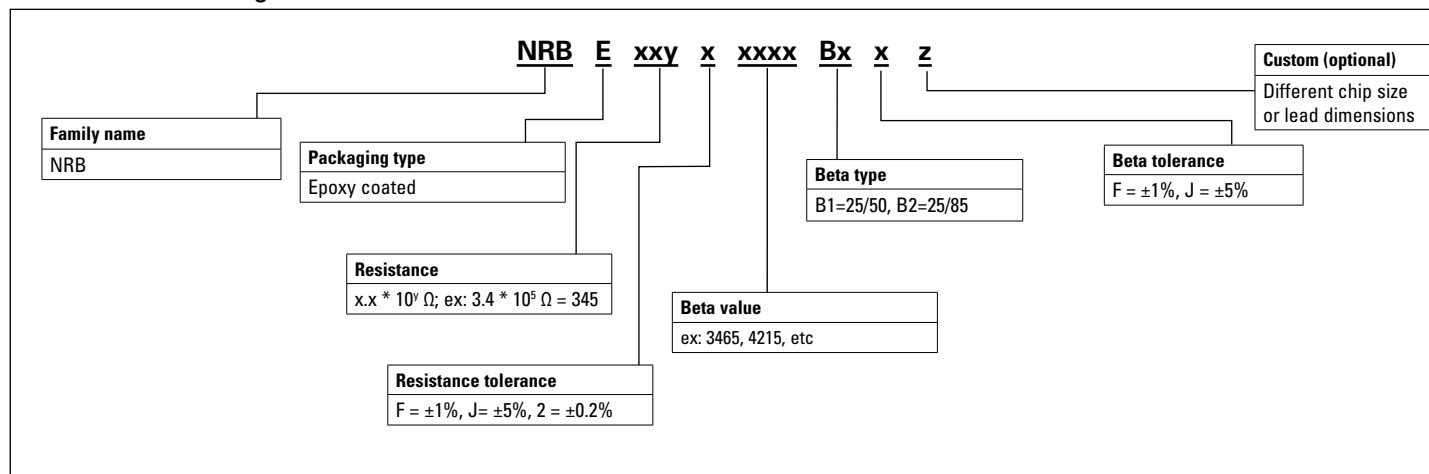 NRB E xxy x xxxx Bx x z
Custom (optional)
Different chip size
or lead dimensions
Family name
NRB
Packaging type
Epoxy coated
Beta type
B1=25/50, B2=25/85
Beta tolerance
F = ±1%, J = ±5%
Resistance
x.x * 10ʸ Ω; ex: 3.4 * 10⁵ Ω = 345
Beta value
ex: 3465, 4215, etc
Resistance tolerance
F = ±1%, J= ±5%, 2 = ±0.2%